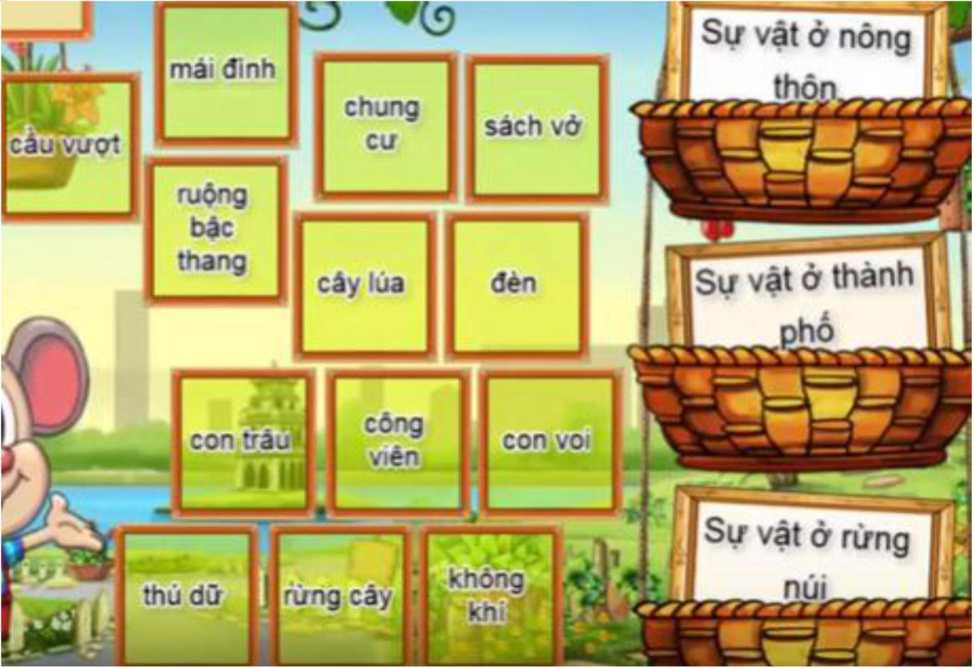 mái đình
chung
cư
sách vở
cầu vượt
ruộng
bậc
thang
cây lúa
đèn
con trâu
công
viên
con voi
thú dữ
rừng cây
không
khí
Sự vật ở nông
thôn
Sự vật ở thành
phố
Sự vật ở rừng
núi